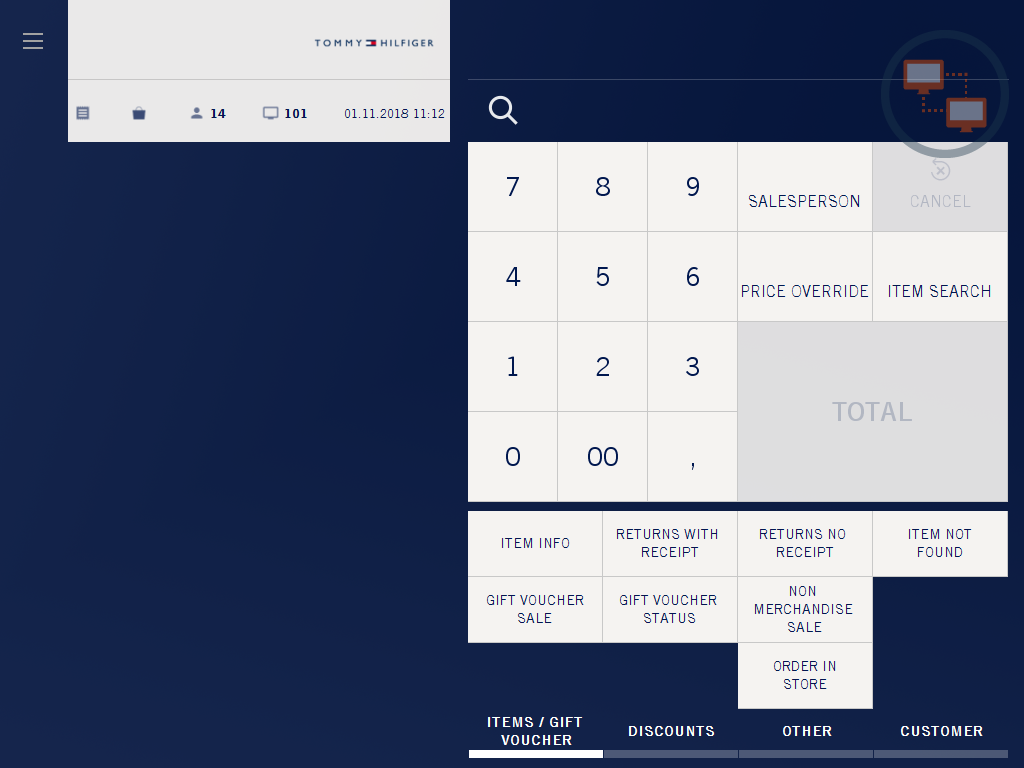 TOMMY HILFIGER
14
101
01.11.2018 11:12
7
8
9
SALESPERSON
CANCEL
4
5
6
PRICE OVERRIDE
ITEM SEARCH
1
2
3
TOTAL
0
00
,
ITEM INFO
RETURNS WITH
RECEIPT
RETURNS NO
RECEIPT
ITEM NOT
FOUND
GIFT VOUCHER
SALE
GIFT VOUCHER
STATUS
NON
MERCHANDISE
SALE
ORDER IN
STORE
ITEMS / GIFT
VOUCHER
DISCOUNTS
OTHER
CUSTOMER